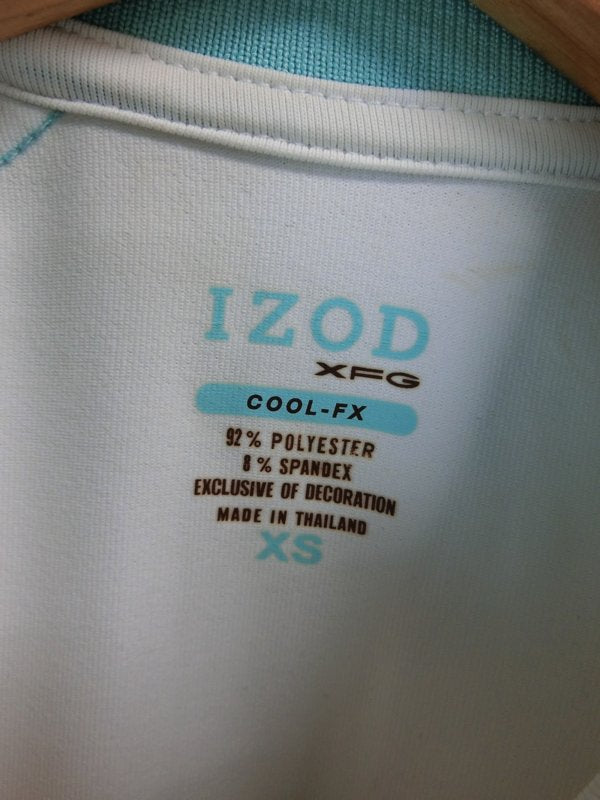 IZOD
XFG
COOL-FX
92% POLYESTER
8% SPANDEX
EXCLUSIVE OF DECORATION
MADE IN THAILAND
XS